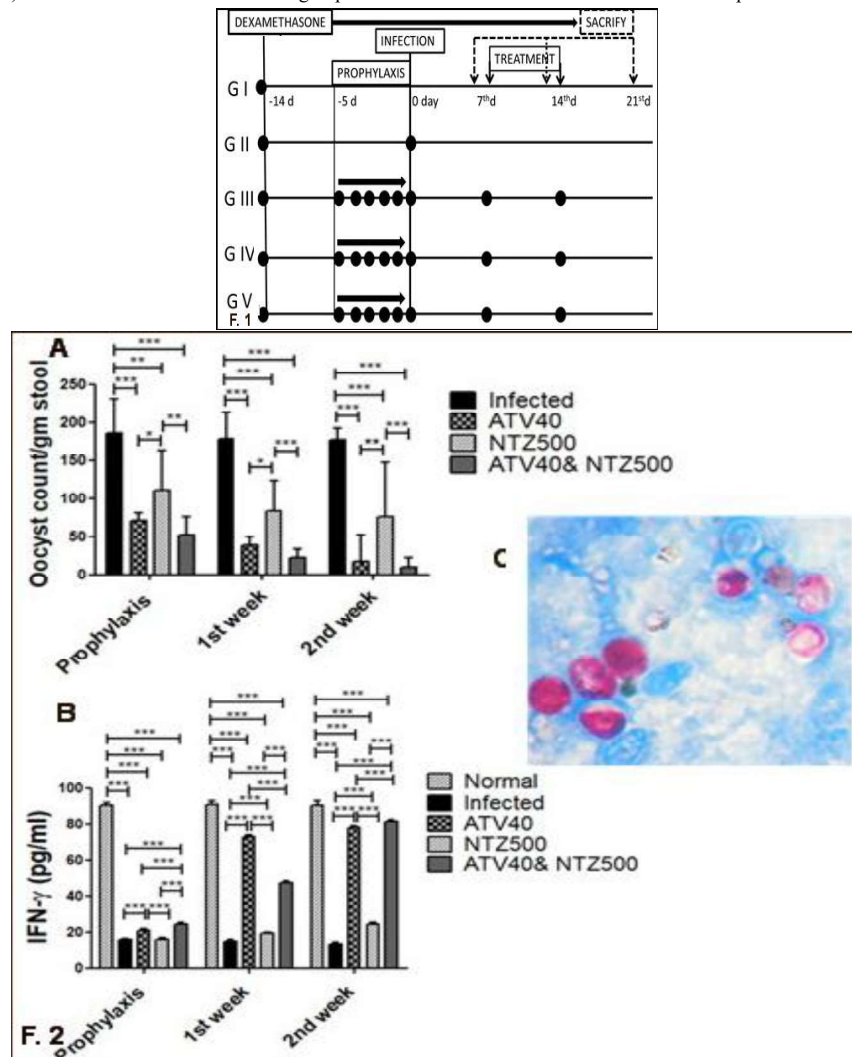 DEXAMETHASONE SACRIFY
INFECTION
TREATMENT
PROPHYLAXIS
G I
-14 d -5 d 0 day 7thd 14thd 21std
G II
G III
G IV
G V
F. 1
A
*** ** *** * **
*** *** *** * ***
*** *** *** ** ***
250
200
150
100
50
0
Oocyst count/gm stool
Prophylaxis
1st week
2nd week
Infected
ATV40
NTZ500
ATV40& NTZ500
C
B
100
80
60
40
20
0
IFN-γ (pg/ml)
Prophylaxis
1st week
2nd week
Normal
Infected
ATV40
NTZ500
ATV40& NTZ500
F. 2